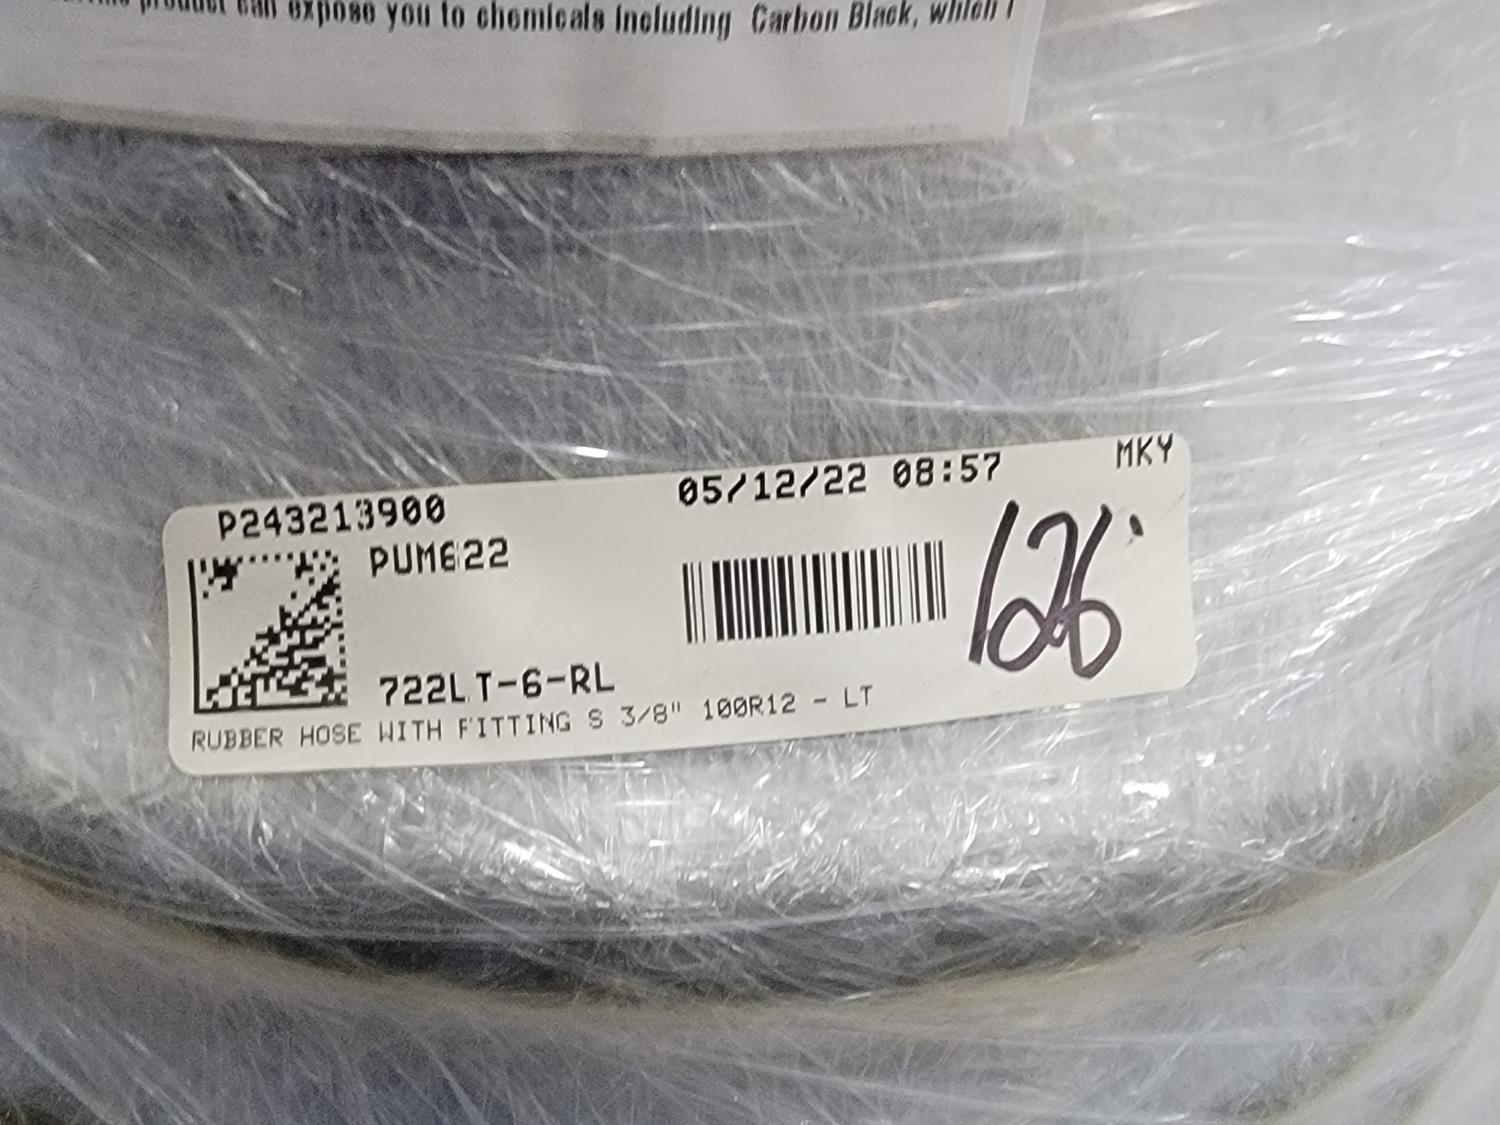 product can expose you to chemicals including Carbon Black, which
P243213900 05/12/22 08:57 MKY
PUM622
626'
722LT-6-RL
RUBBER HOSE WITH FITTING S 3/8" 100R12 - LT